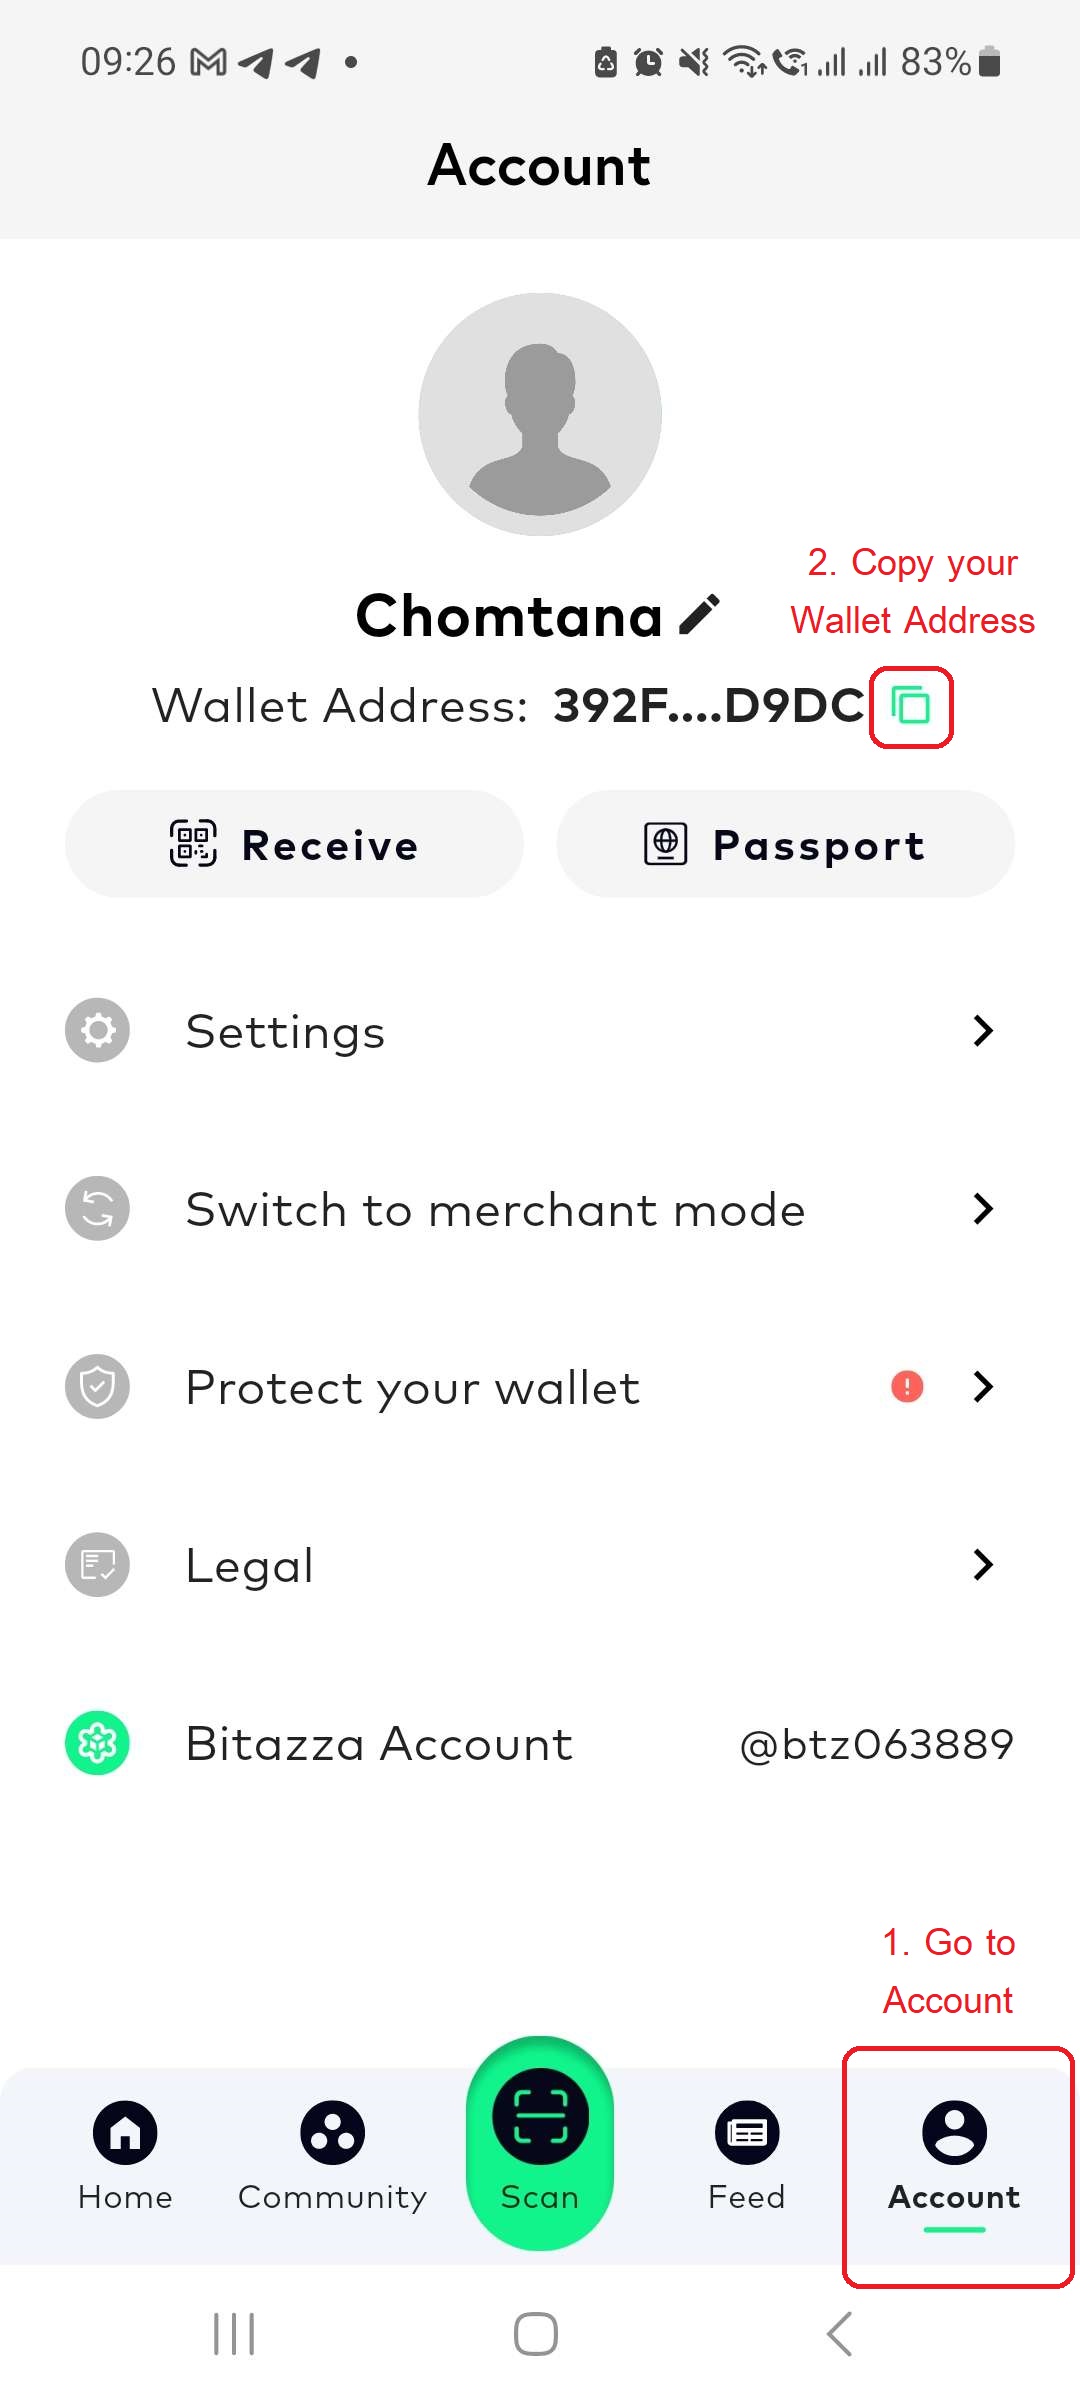 09:26
83%
Account
2. Copy your
Wallet Address
Chomtana
Wallet Address: 392F....D9DC
Receive
Passport
Settings
Switch to merchant mode
Protect your wallet
Legal
Bitazza Account @btz063889
1. Go to
Account
Home
Community
Scan
Feed
Account